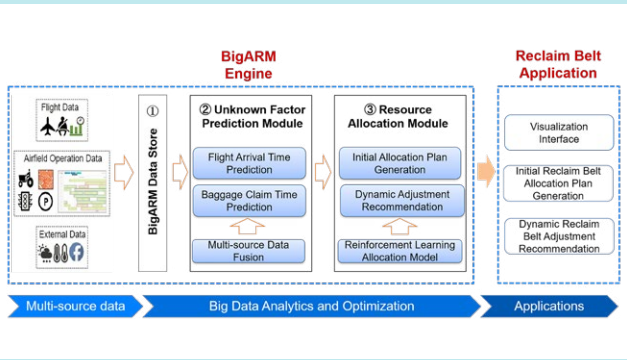 BigARM
Engine
Reclaim Belt
Application
Flight Data
Airfield Operation Data
P
External Data
① BigARM Data Store
② Unknown Factor
Prediction Module
Flight Arrival Time
Prediction
Baggage Claim Time
Prediction
Multi-source Data
Fusion
③ Resource
Allocation Module
Initial Allocation Plan
Generation
Dynamic Adjustment
Recommendation
Reinforcement Learning
Allocation Model
Visualization
Interface
Initial Reclaim Belt
Allocation Plan
Generation
Dynamic Reclaim
Belt Adjustment
Recommendation
Multi-source data
Big Data Analytics and Optimization
Applications